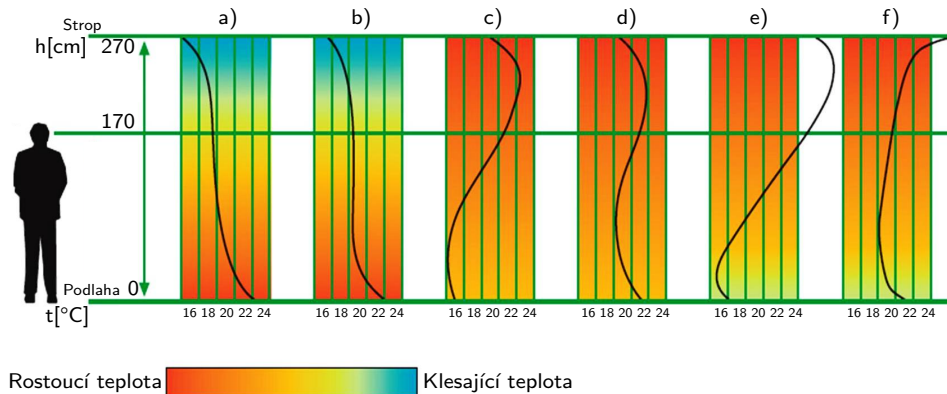 a) b) c) d) e) f)
Strop
h[cm] 270
170
Podlaha 0
t[°C]
16 18 20 22 24 16 18 20 22 24 16 18 20 22 24 16 18 20 22 24 16 18 20 22 24 16 18 20 22 24
Rostoucí teplota Klesající teplota